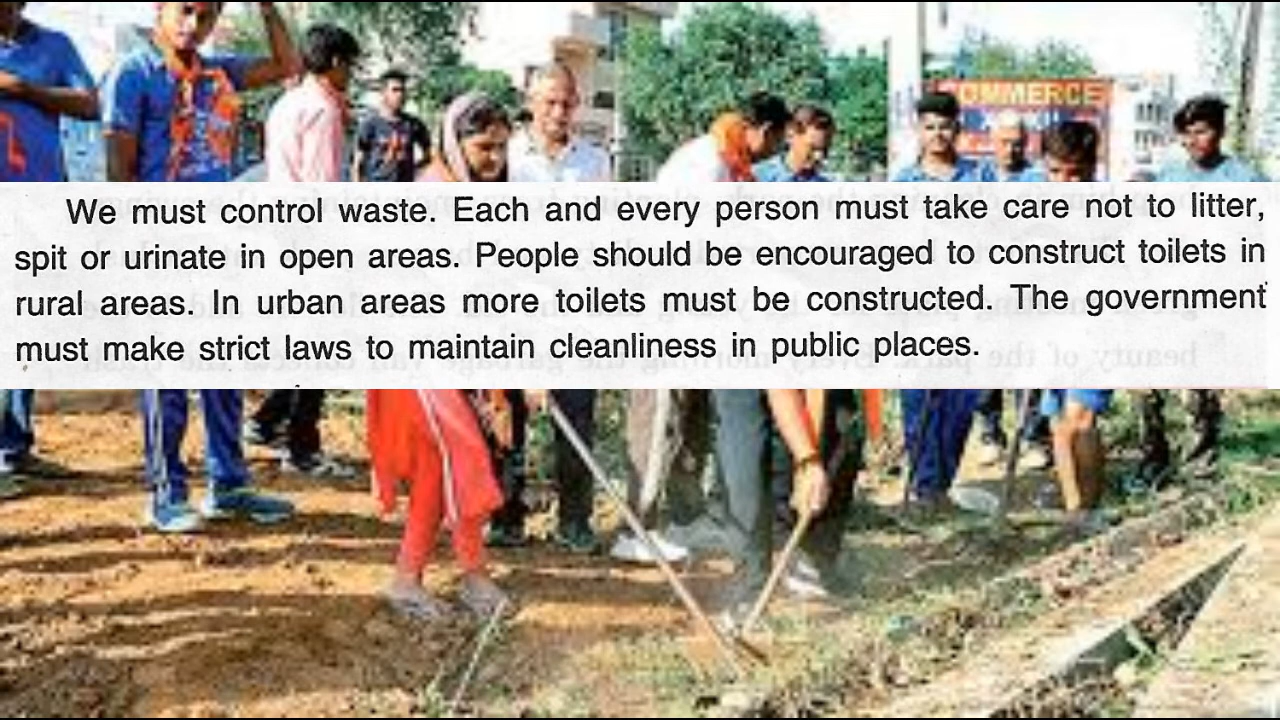 COMMERCE
We must control waste. Each and every person must take care not to litter,
spit or urinate in open areas. People should be encouraged to construct toilets in
rural areas. In urban areas more toilets must be constructed. The government
must make strict laws to maintain cleanliness in public places.